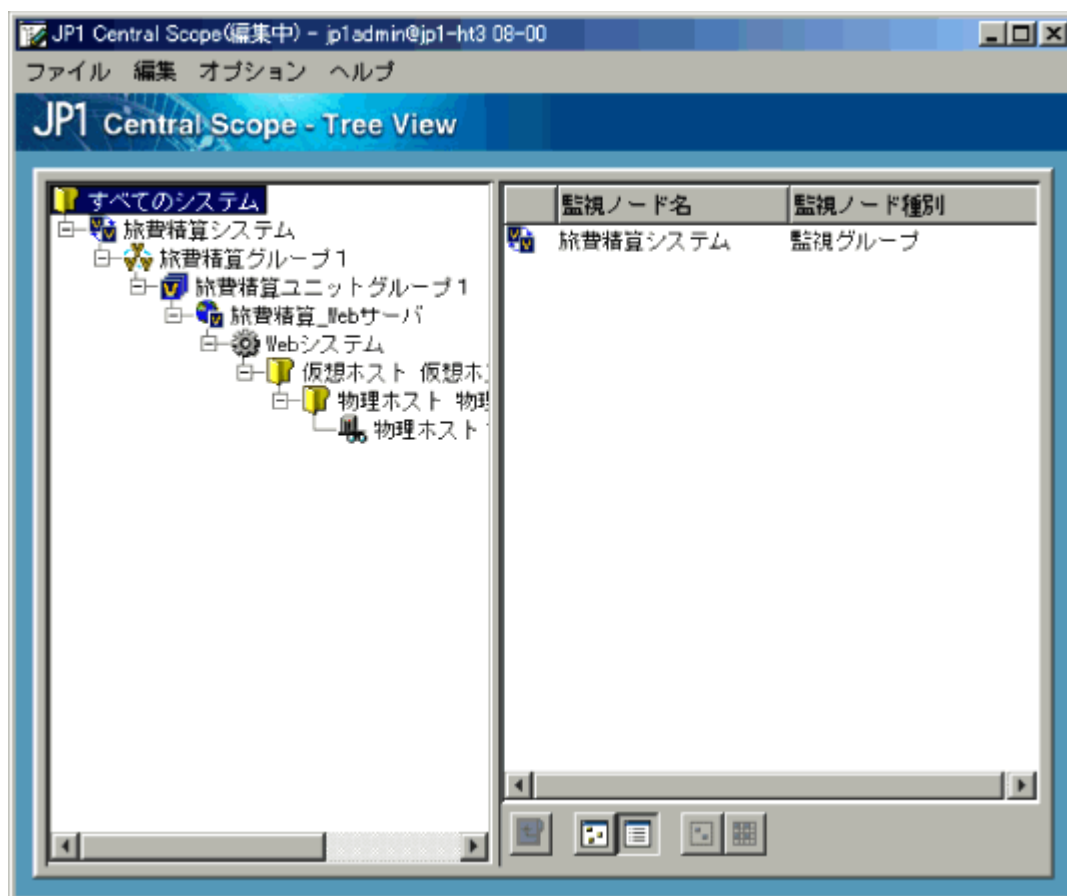 JP1 Central Scope(編集中) - jp1admin@jp1-ht3 08-00
ファイル 編集 オプション ヘルプ
JP1 Central Scope - Tree View
すべてのシステム
旅費精算システム
旅費精算グループ1
旅費精算ユニットグループ1
旅費精算_Webサーバ
Webシステム
仮想ホスト 仮想ホ
物理ホスト 物理
物理ホスト
監視ノード名 監視ノード種別
旅費精算システム 監視グループ